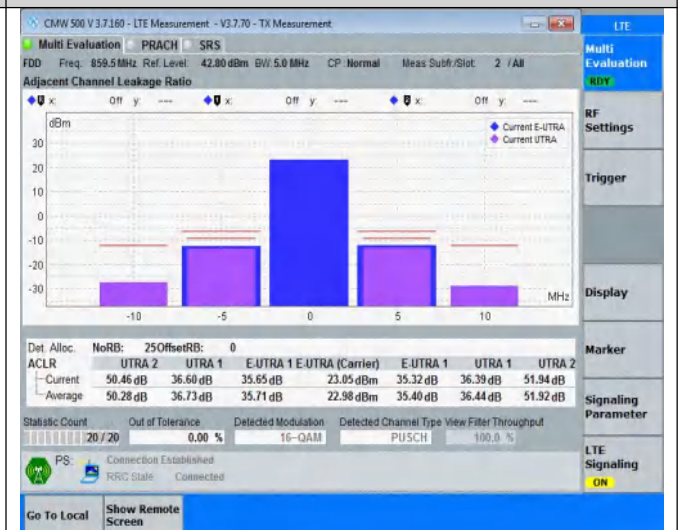 CMW 500 V 3.7.160 - LTE Measurement - V3.7.70 - TX Measurement
LTE
Multi Evaluation PRACH SRS
Multi Evaluation
RDY
FDD Freq: 859.5 MHz Ref. Level: 42.80 dBm BW: 5.0 MHz CP: Normal Meas Subfr./Slot: 2 / All
Adjacent Channel Leakage Ratio
x: Off y: --- x: Off y: --- x: Off y: ---
dBm
Current E-UTRA
Current UTRA
30
20
10
0
-10
-20
-30
MHz
-10 -5 0 5 10
RF Settings
Trigger
Display
Marker
Signaling Parameter
LTE Signaling
ON
Det. Alloc. NoRB: 25 OffsetRB: 0
ACLR UTRA 2 UTRA 1 E-UTRA 1 E-UTRA (Carrier) E-UTRA 1 UTRA 1 UTRA 2
Current 50.46 dB 36.60 dB 35.65 dB 23.05 dBm 35.32 dB 36.39 dB 51.94 dB
Average 50.28 dB 36.73 dB 35.71 dB 22.98 dBm 35.40 dB 36.44 dB 51.92 dB
Statistic Count Out of Tolerance Detected Modulation Detected Channel Type View Filter Throughput
20 / 20 0.00 % 16-QAM PUSCH 100.0 %
PS: Connection Established
RRC State Connected
Go To Local Show Remote Screen